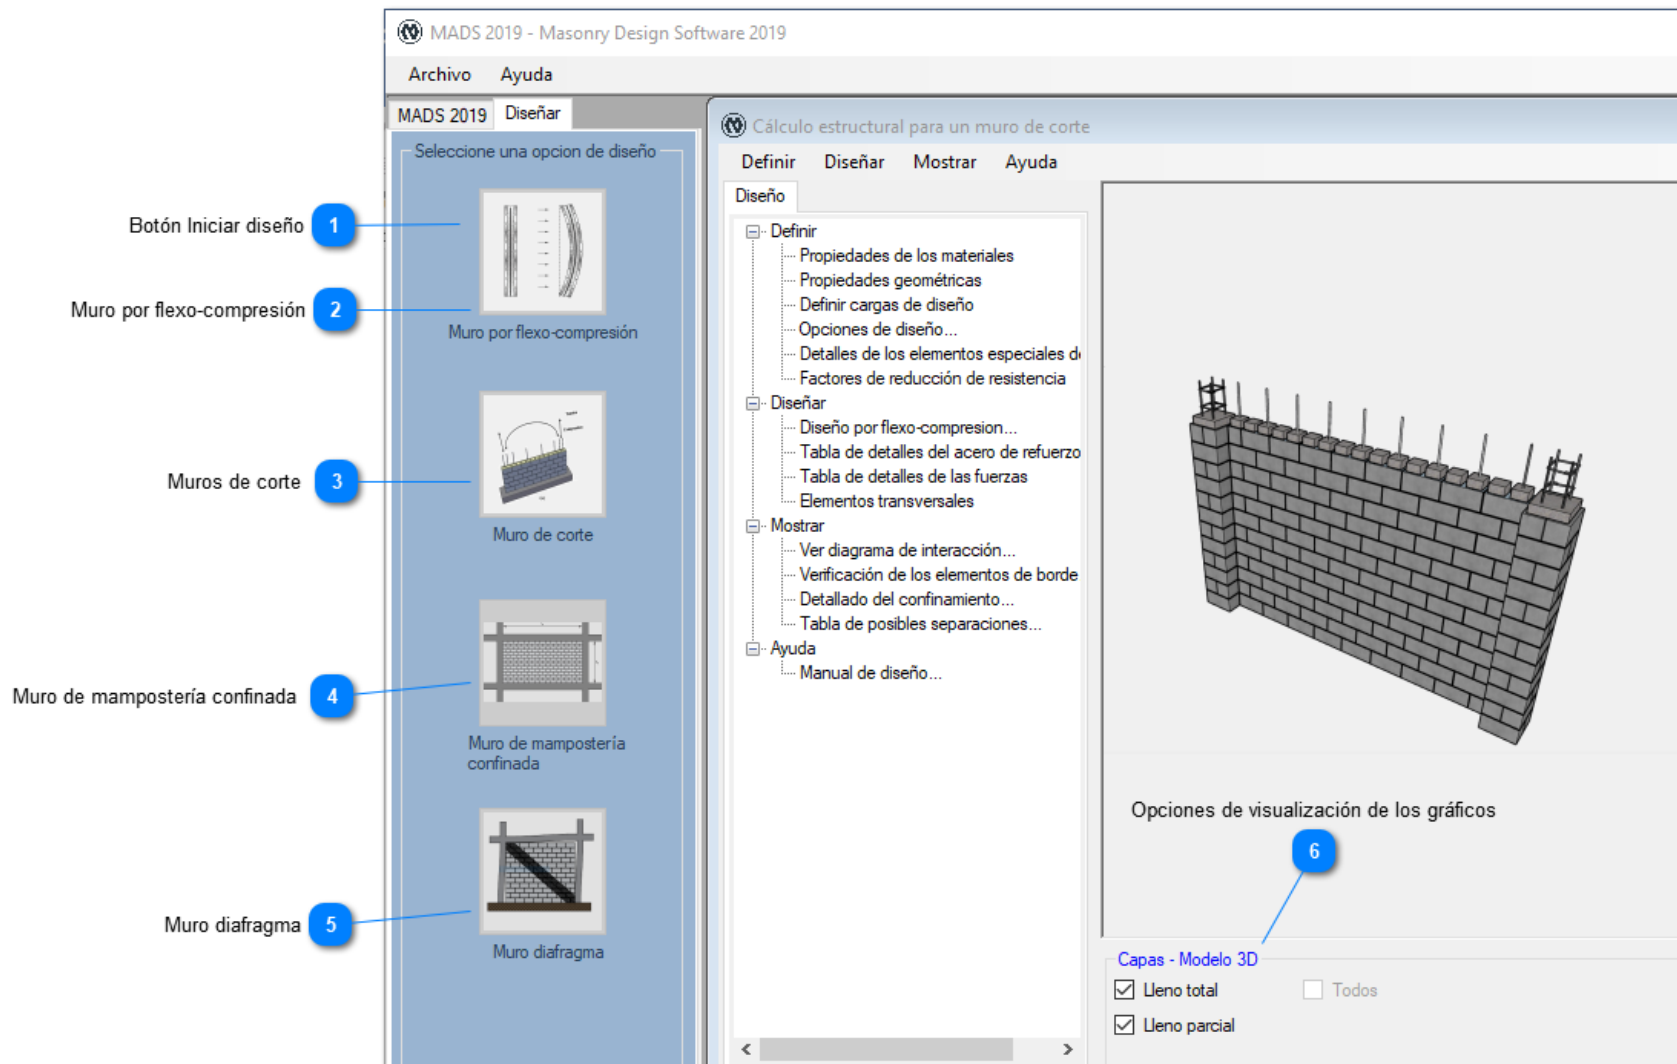 MADS 2019 - Masonry Design Software 2019
Archivo Ayuda
MADS 2019 Diseñar
Seleccione una opcion de diseño
Botón Iniciar diseño 1
Muro por flexo-compresión 2
Muro por flexo-compresión
Muros de corte 3
Muro de corte
Muro de mampostería confinada 4
Muro de mampostería
confinada
Muro diafragma 5
Muro diafragma
Cálculo estructural para un muro de corte
Definir Diseñar Mostrar Ayuda
Diseño
Definir
Propiedades de los materiales
Propiedades geométricas
Definir cargas de diseño
Opciones de diseño...
Detalles de los elementos especiales d
Factores de reducción de resistencia
Diseñar
Diseño por flexo-compresion...
Tabla de detalles del acero de refuerzo
Tabla de detalles de las fuerzas
Elementos transversales
Mostrar
Ver diagrama de interacción...
Verificación de los elementos de borde
Detallado del confinamiento...
Tabla de posibles separaciones...
Ayuda
Manual de diseño...
Opciones de visualización de los gráficos
6
Capas - Modelo 3D
Lleno total Todos
Lleno parcial